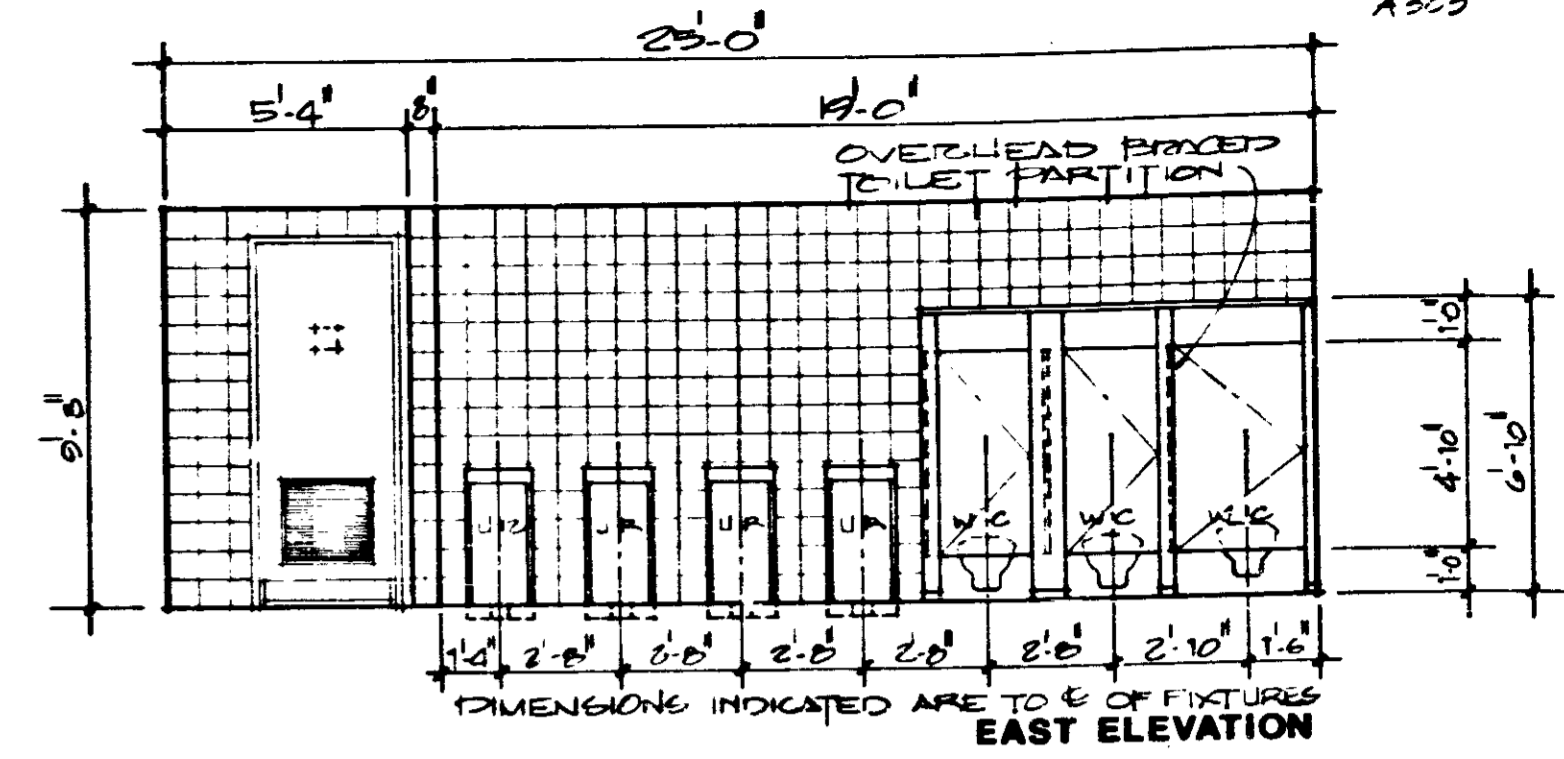 25'-0"
5'-4" 8" 19'-0"
OVERHEAD BRACED
TOILET PARTITION
9'-8"
1'-0"
4'-10"
6'-10"
1'-0"
UR UR UR UR WC WC WC
1'-4" 2'-8" 2'-8" 2'-8" 2'-8" 2'-8" 2'-10" 1'-6"
DIMENSIONS INDICATED ARE TO ℄ OF FIXTURES
EAST ELEVATION